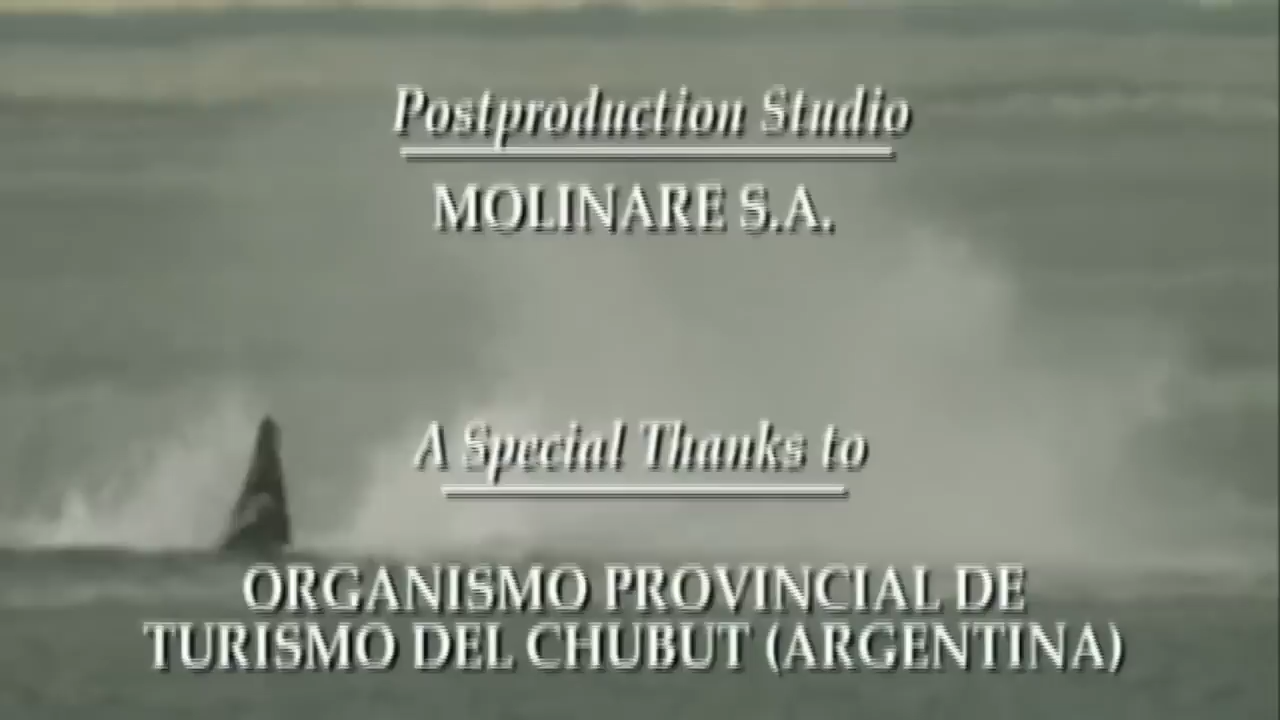 Postproduction Studio
MOLINARE S.A.
A Special Thanks to
ORGANISMO PROVINCIAL DE
TURISMO DEL CHUBUT (ARGENTINA)